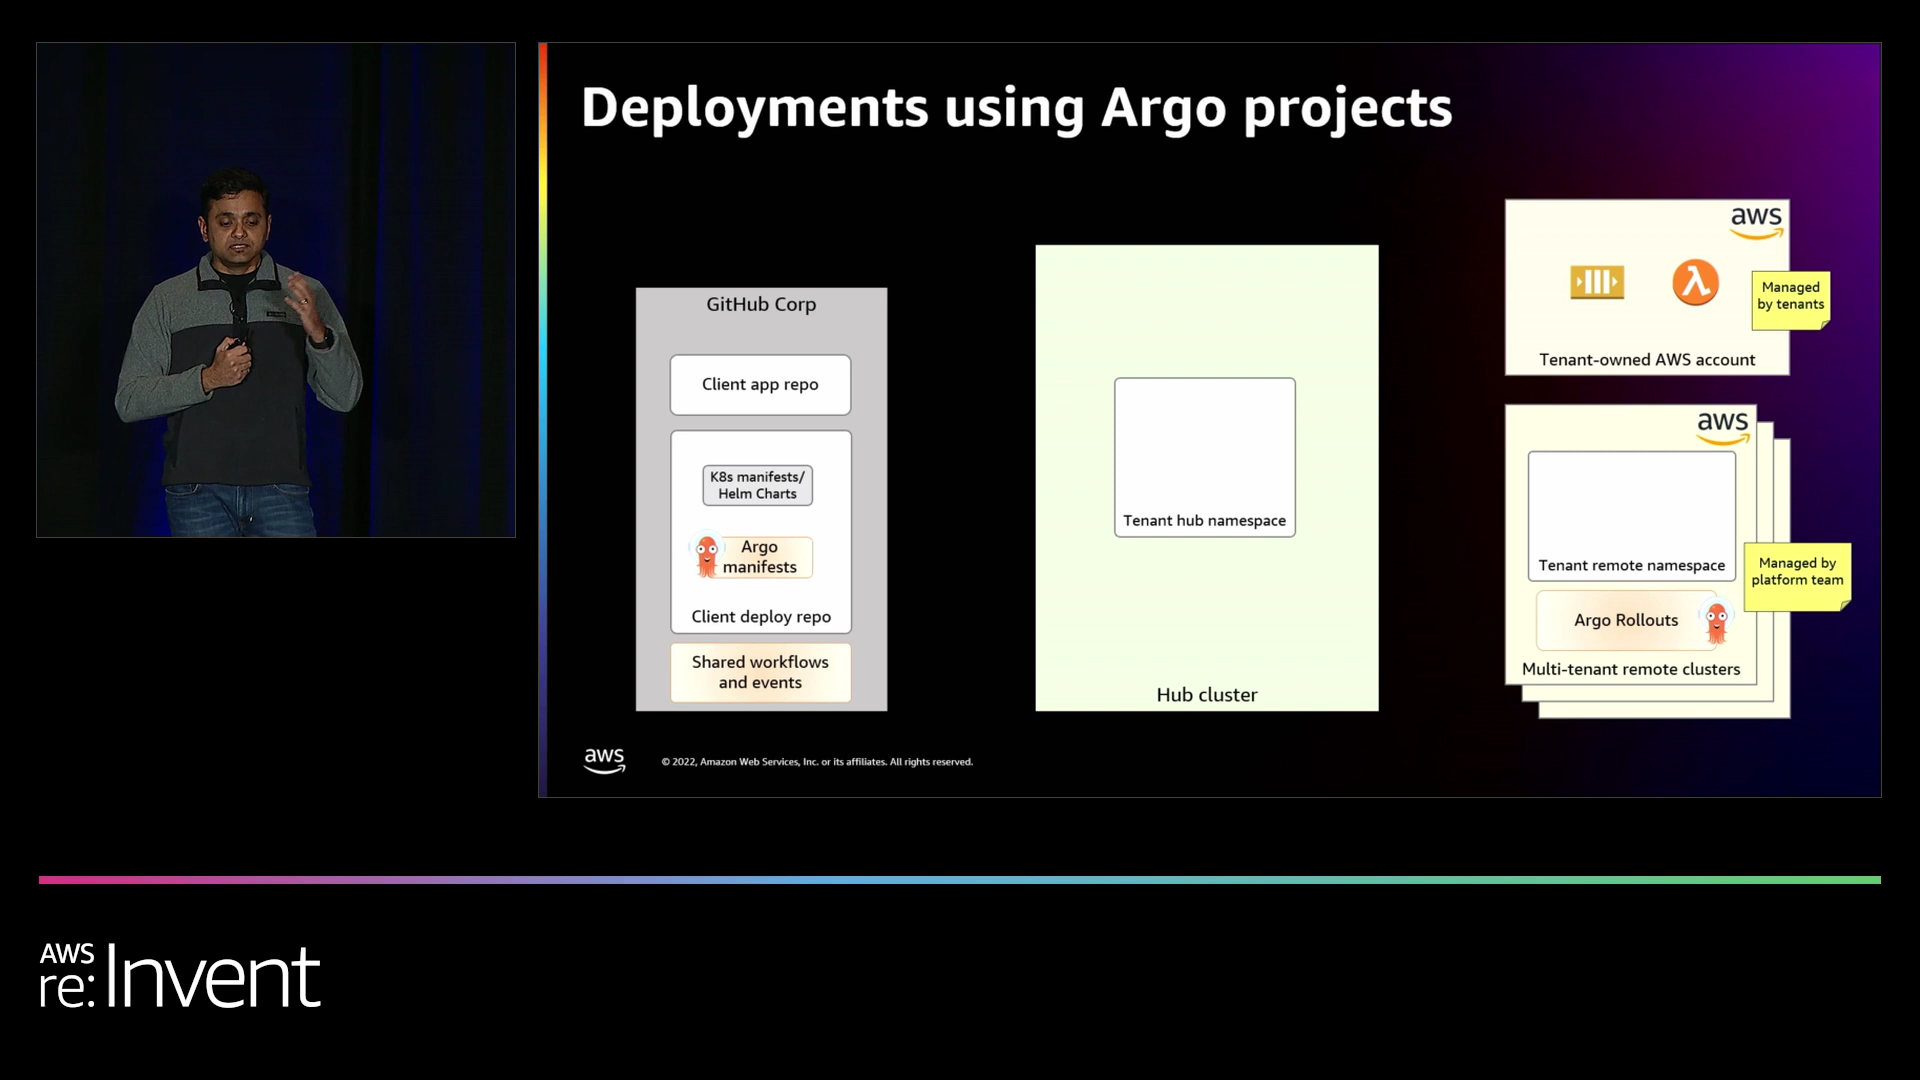 Deployments using Argo projects
GitHub Corp
Client app repo
K8s manifests/
Helm Charts
Argo
manifests
Client deploy repo
Shared workflows
and events
Tenant hub namespace
Hub cluster
aws
Managed
by tenants
Tenant-owned AWS account
aws
Tenant remote namespace
Managed by
platform team
Argo Rollouts
Multi-tenant remote clusters
aws
© 2022, Amazon Web Services, Inc. or its affiliates. All rights reserved.
AWS
re:Invent